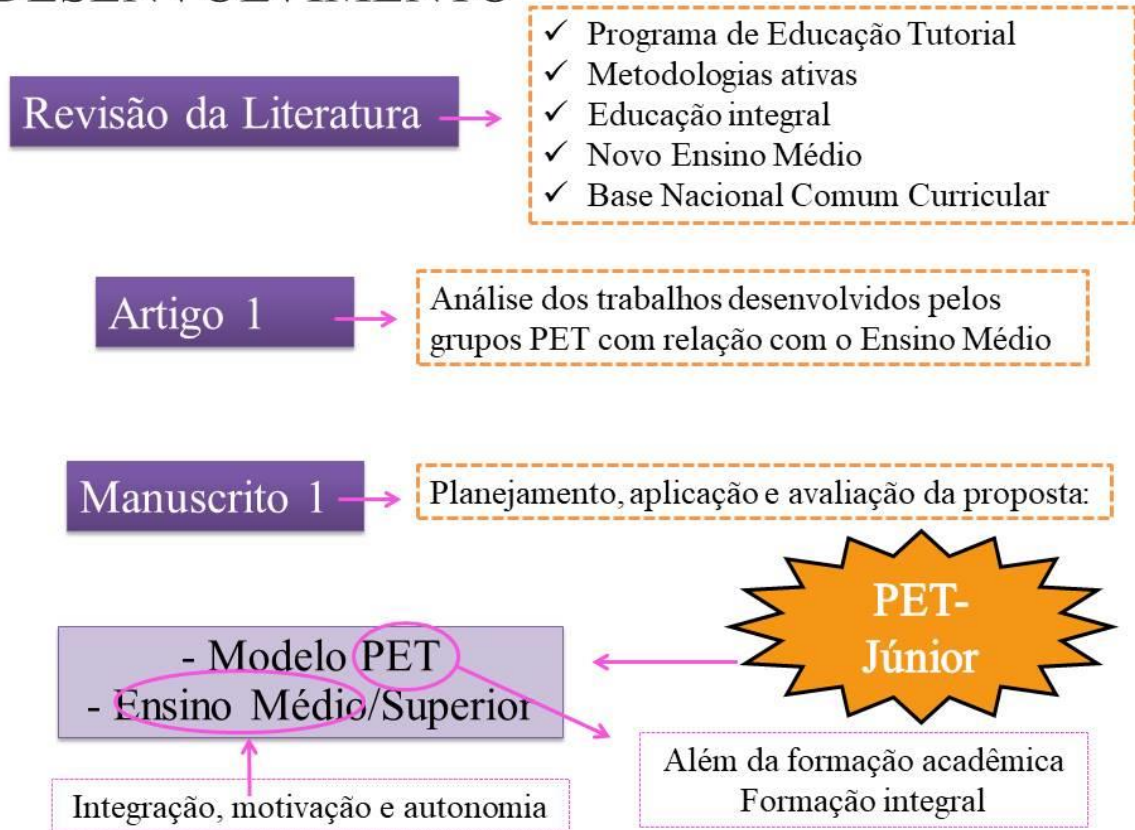 DESENVOLVIMENTO
Revisão da Literatura
✓ Programa de Educação Tutorial
✓ Metodologias ativas
✓ Educação integral
✓ Novo Ensino Médio
✓ Base Nacional Comum Curricular
Artigo 1
Análise dos trabalhos desenvolvidos pelos
grupos PET com relação com o Ensino Médio
Manuscrito 1
Planejamento, aplicação e avaliação da proposta:
PET-
Júnior
- Modelo PET
- Ensino Médio/Superior
Além da formação acadêmica
Formação integral
Integração, motivação e autonomia